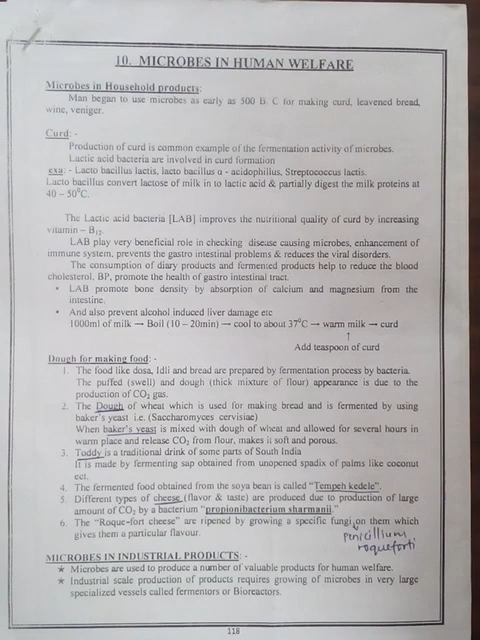 10. MICROBES IN HUMAN WELFARE
Microbes in Household products:
Man began to use microbes as early as 500 B. C for making curd, leavened bread,
wine, veniger.
Curd: -
Production of curd is common example of the fermentation activity of microbes.
Lactic acid bacteria are involved in curd formation
exa: - Lacto bacillus lactis, lacto bacillus α - acidophillus, Streptococcus lactis.
Lacto bacillus convert lactose of milk in to lactic acid & partially digest the milk proteins at
40 – 50°C.
The Lactic acid bacteria [LAB] improves the nutritional quality of curd by increasing
vitamin – B₁₂.
LAB play very beneficial role in checking disease causing microbes, enhancement of
immune system, prevents the gastro intestinal problems & reduces the viral disorders.
The consumption of diary products and fermented products help to reduce the blood
cholesterol, BP, promote the health of gastro intestinal tract.
• LAB promote bone density by absorption of calcium and magnesium from the
intestine.
• And also prevent alcohol induced liver damage etc
1000ml of milk → Boil (10 – 20min) → cool to about 37°C → warm milk → curd
↑
Add teaspoon of curd
Dough for making food: -
1. The food like dosa, Idli and bread are prepared by fermentation process by bacteria.
The puffed (swell) and dough (thick mixture of flour) appearance is due to the
production of CO₂ gas.
2. The Dough of wheat which is used for making bread and is fermented by using
baker's yeast i.e. (Saccharomyces cervisiae)
When baker's yeast is mixed with dough of wheat and allowed for several hours in
warm place and release CO₂ from flour, makes it soft and porous.
3. Toddy is a traditional drink of some parts of South India
It is made by fermenting sap obtained from unopened spadix of palms like coconut
ect.
4. The fermented food obtained from the soya bean is called "Tempeh kedele".
5. Different types of cheese (flavor & taste) are produced due to production of large
amount of CO₂ by a bacterium "propionibacterium sharmanii."
6. The "Roque–fort cheese" are ripened by growing a specific fungi on them which
gives them a particular flavour.
penicillium
roqueforti
MICROBES IN INDUSTRIAL PRODUCTS: -
★ Microbes are used to produce a number of valuable products for human welfare.
★ Industrial scale production of products requires growing of microbes in very large
specialized vessels called fermentors or Bioreactors.
118